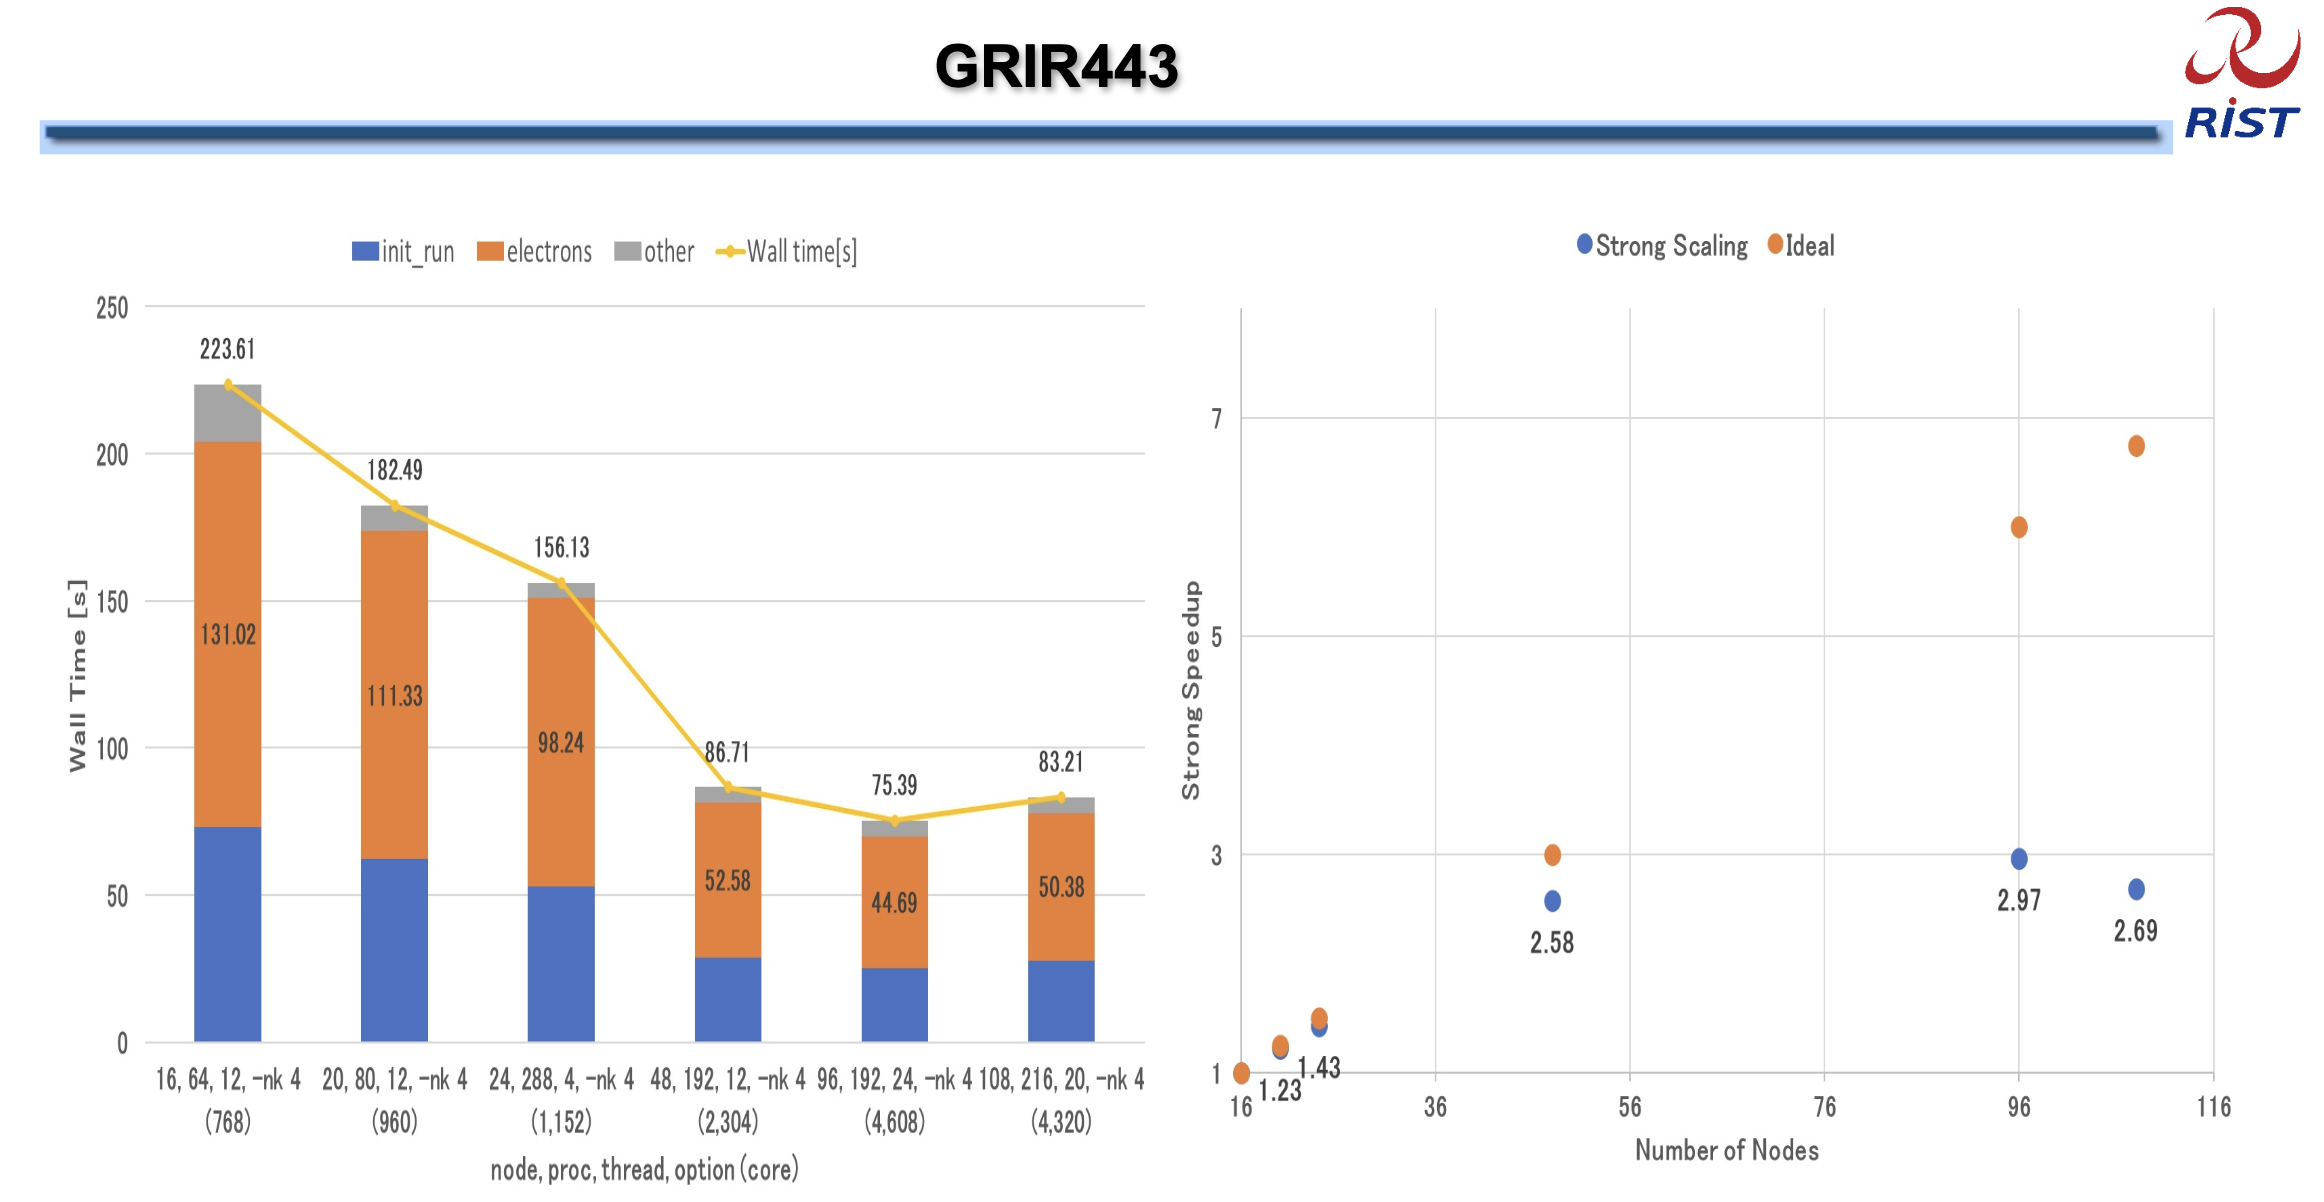 GRIR443
RIST
init_run electrons other Wall time[s]
250
200
150
100
50
0
Wall Time [s]
223.61
182.49
156.13
86.71
75.39
83.21
131.02
111.33
98.24
52.58
44.69
50.38
16, 64, 12, -nk 4 20, 80, 12, -nk 4 24, 288, 4, -nk 4 48, 192, 12, -nk 4 96, 192, 24, -nk 4 108, 216, 20, -nk 4
(768) (960) (1,152) (2,304) (4,608) (4,320)
node, proc, thread, option (core)
Strong Scaling Ideal
7
5
3
1
Strong Speedup
1.23
1.43
2.58
2.97
2.69
16 36 56 76 96 116
Number of Nodes